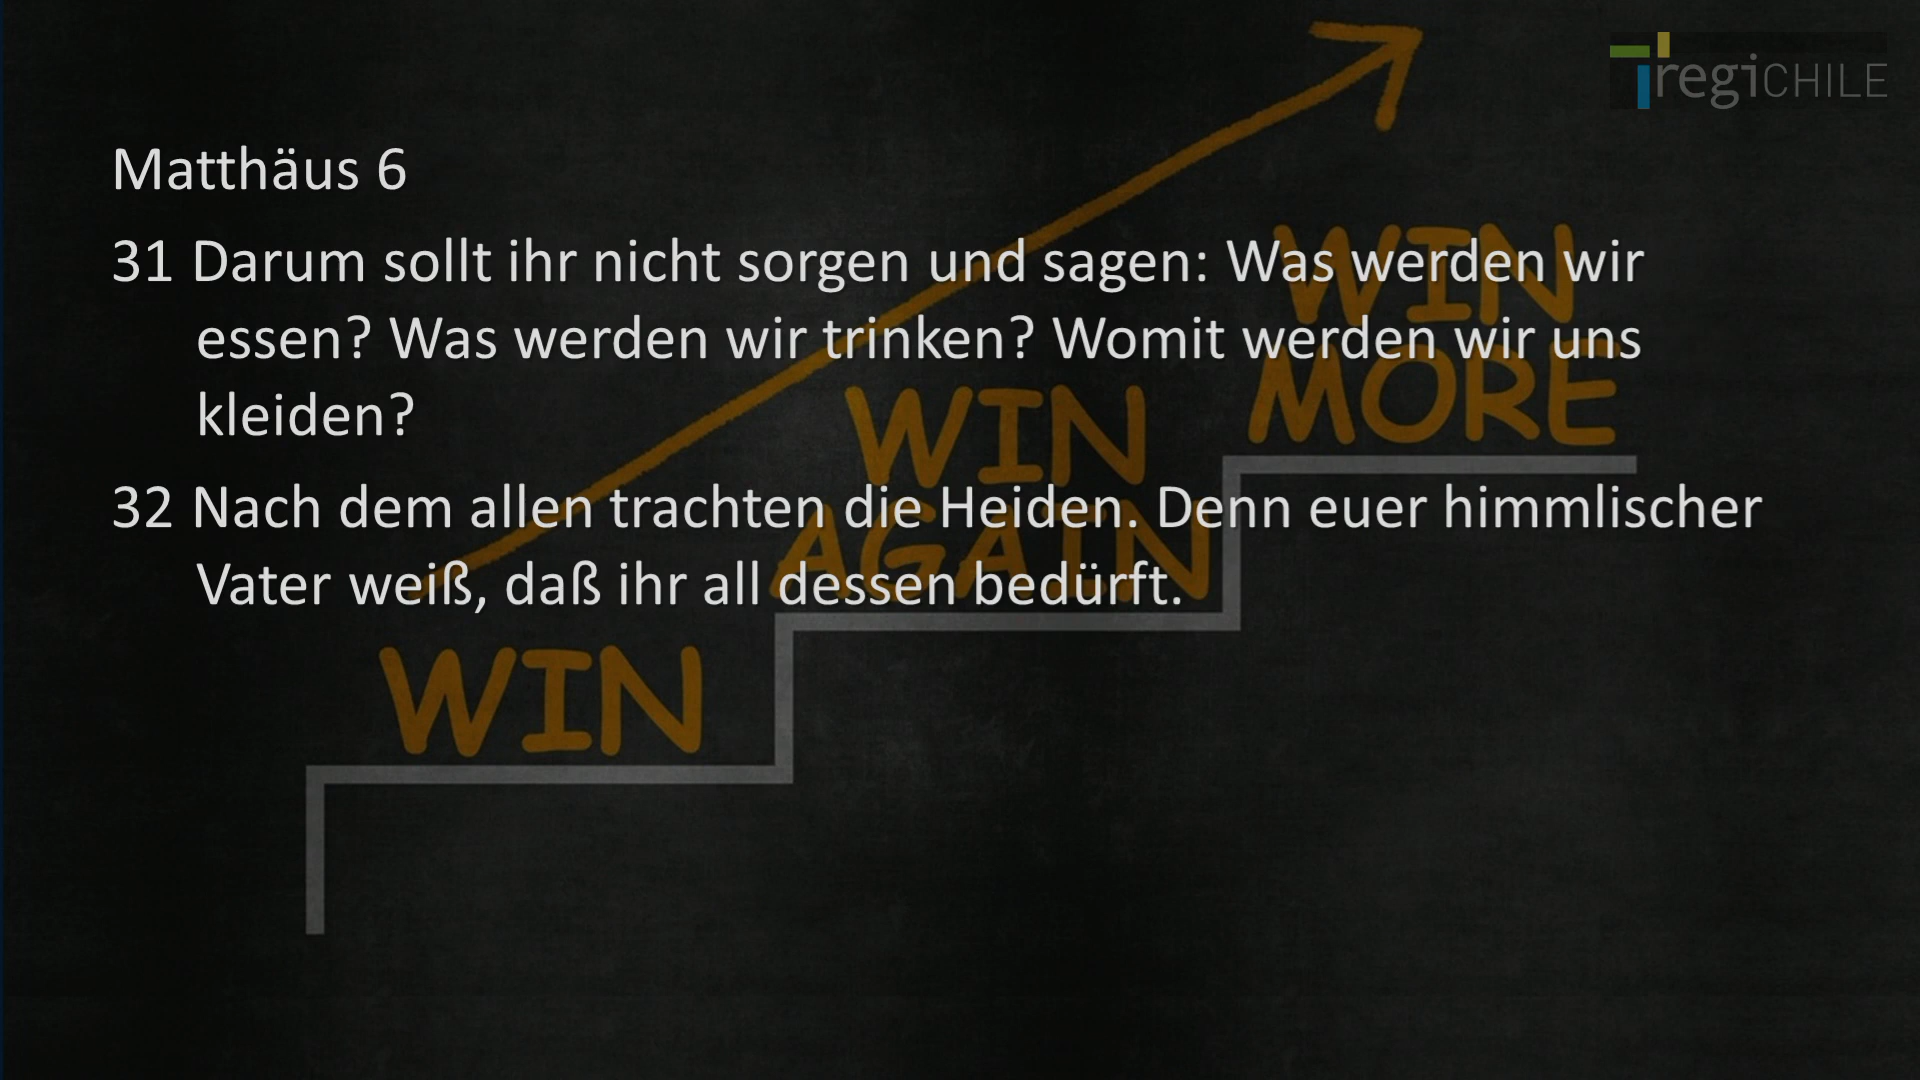 regiCHILE
Matthäus 6
31 Darum sollt ihr nicht sorgen und sagen: Was werden wir
essen? Was werden wir trinken? Womit werden wir uns
kleiden?
32 Nach dem allen trachten die Heiden. Denn euer himmlischer
Vater weiß, daß ihr all dessen bedürft.
WIN
MORE
WIN
AGAIN
WIN